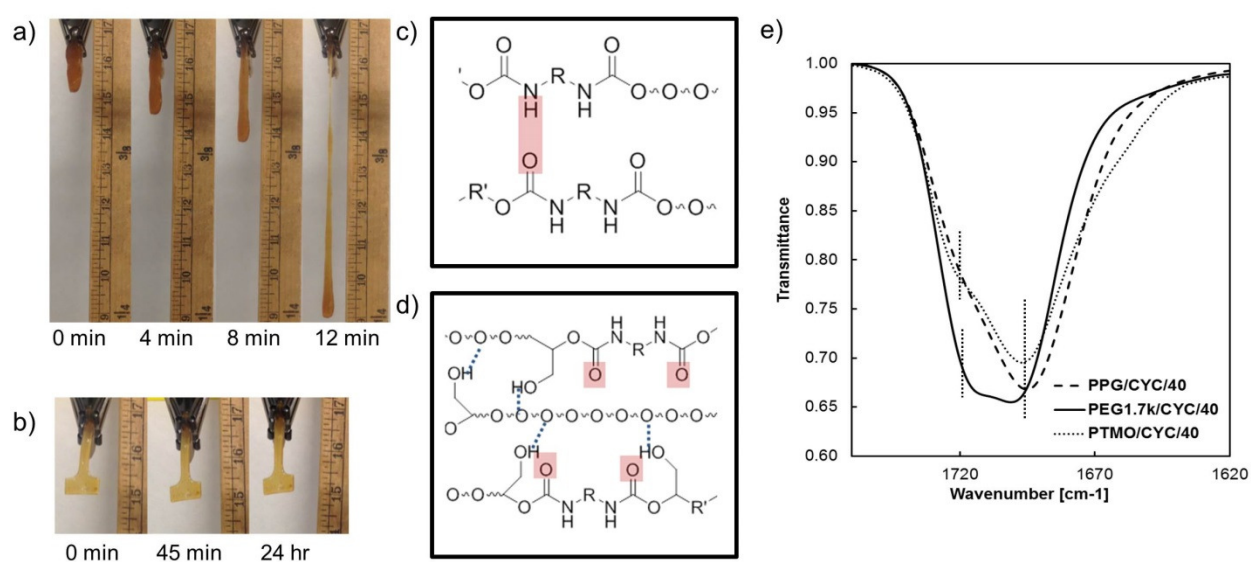 a)
0 min
4 min
8 min
12 min
b)
0 min
45 min
24 hr
c)
O
O
'
O
N
H
R
N
H
O
O
O
O
O
R'
O
N
H
R
N
H
O
O
O
d)
O
O
O
O
O
N
H
R
H
N
O
O
O
OH
HO
O
O
O
O
O
O
O
O
OH
O
O
HO
O
O
O
N
H
R
N
H
O
R'
e)
Transmittance
1.00
0.95
0.90
0.85
0.80
0.75
0.70
0.65
0.60
PPG/CYC/40
PEG1.7k/CYC/40
PTMO/CYC/40
1720
1670
1620
Wavenumber [cm-1]